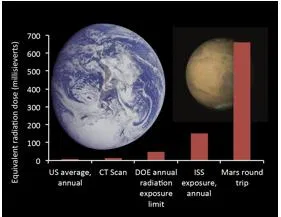 Equivalent radiation dose (millisieverts)
700
600
500
400
300
200
100
0
US average,
annual
CT Scan
DOE annual
radiation
exposure
limit
ISS
exposure,
annual
Mars round
trip